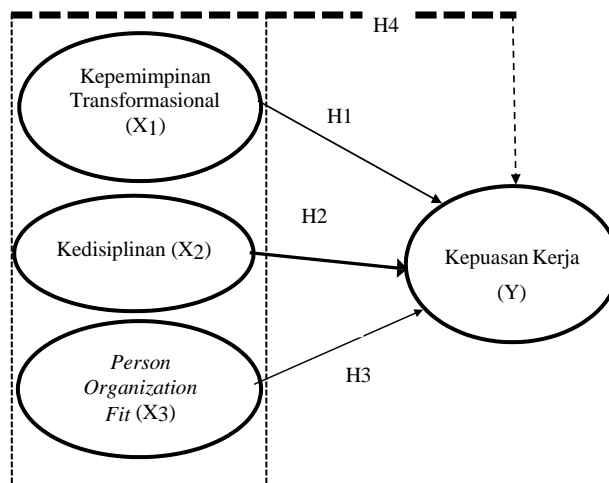 H4
Kepemimpinan
Transformasional
(X1)
H1
H2
Kedisiplinan (X2)
Kepuasan Kerja
(Y)
Person
Organization
Fit (X3)
H3